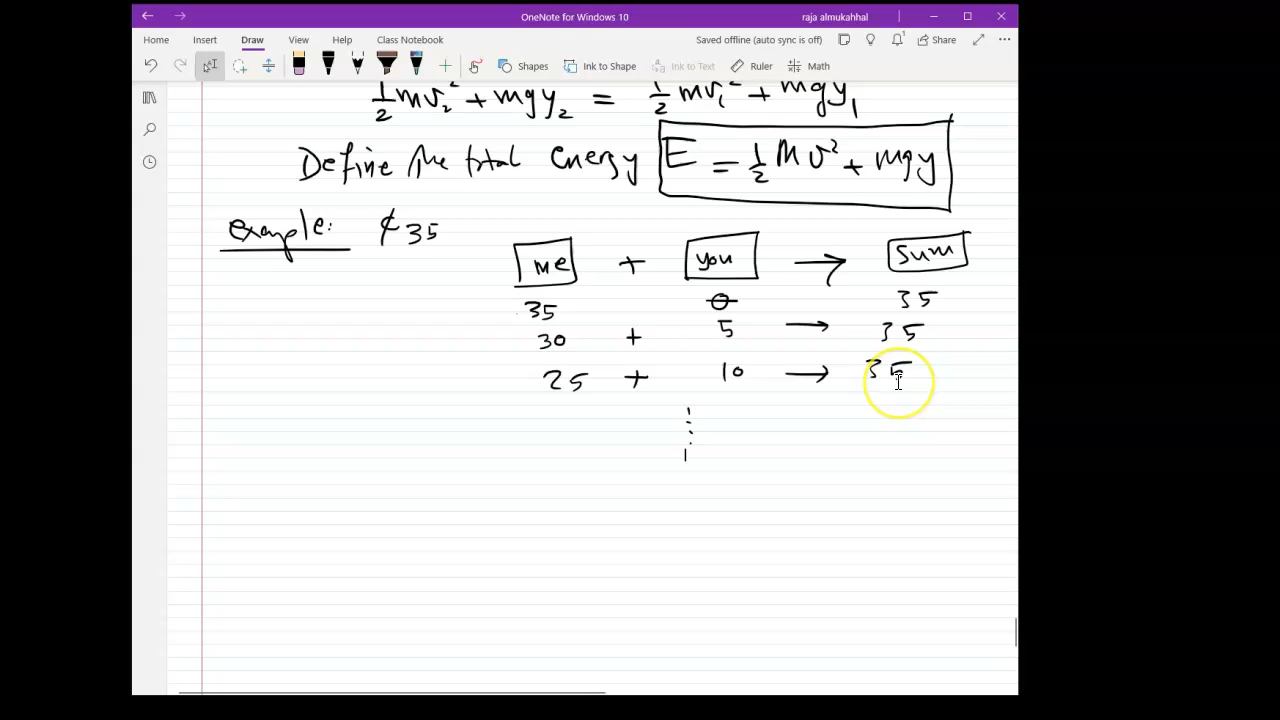 OneNote for Windows 10
raja almukahhal
Home Insert Draw View Help Class Notebook
Saved offline (auto sync is off) Share
Shapes Ink to Shape Ink to Text Ruler Math
½mv₂² + mgy₂ = ½mv₁² + mgy₁
Define the total energy E = ½mv² + mgy
example: ¢35
me + you → sum
35 0 35
30 + 5 → 35
25 + 10 → 35